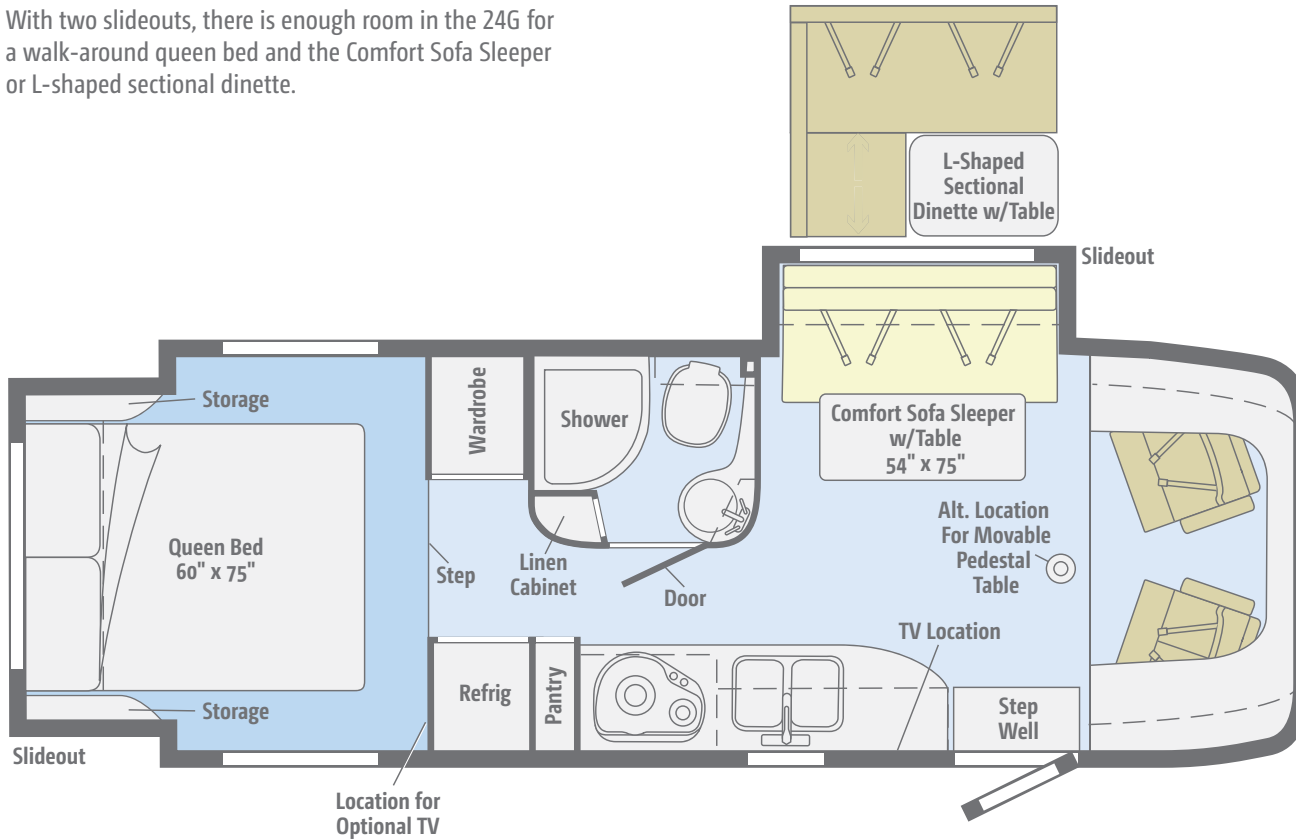 With two slideouts, there is enough room in the 24G for
a walk-around queen bed and the Comfort Sofa Sleeper
or L-shaped sectional dinette.
L-Shaped
Sectional
Dinette w/Table
Slideout
Storage
Wardrobe
Shower
Comfort Sofa Sleeper
w/Table
54" x 75"
Alt. Location
For Movable
Pedestal
Table
Queen Bed
60" x 75"
Step
Linen
Cabinet
Door
TV Location
Storage
Refrig
Pantry
Step
Well
Slideout
Location for
Optional TV